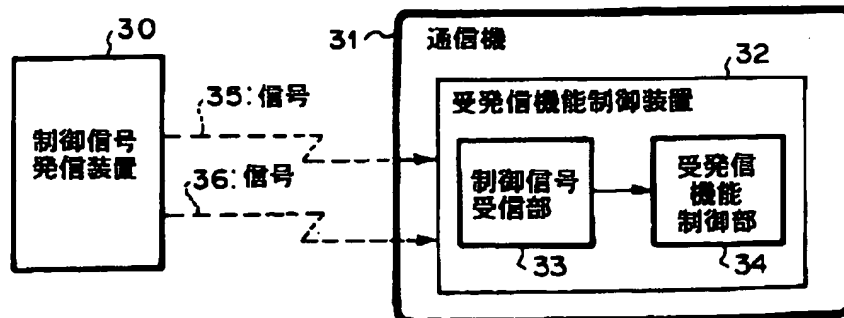 30
制御信号
発信装置
35:信号
36:信号
31
通信機
32
受発信機能制御装置
制御信号
受信部
33
受発信
機能
制御部
34